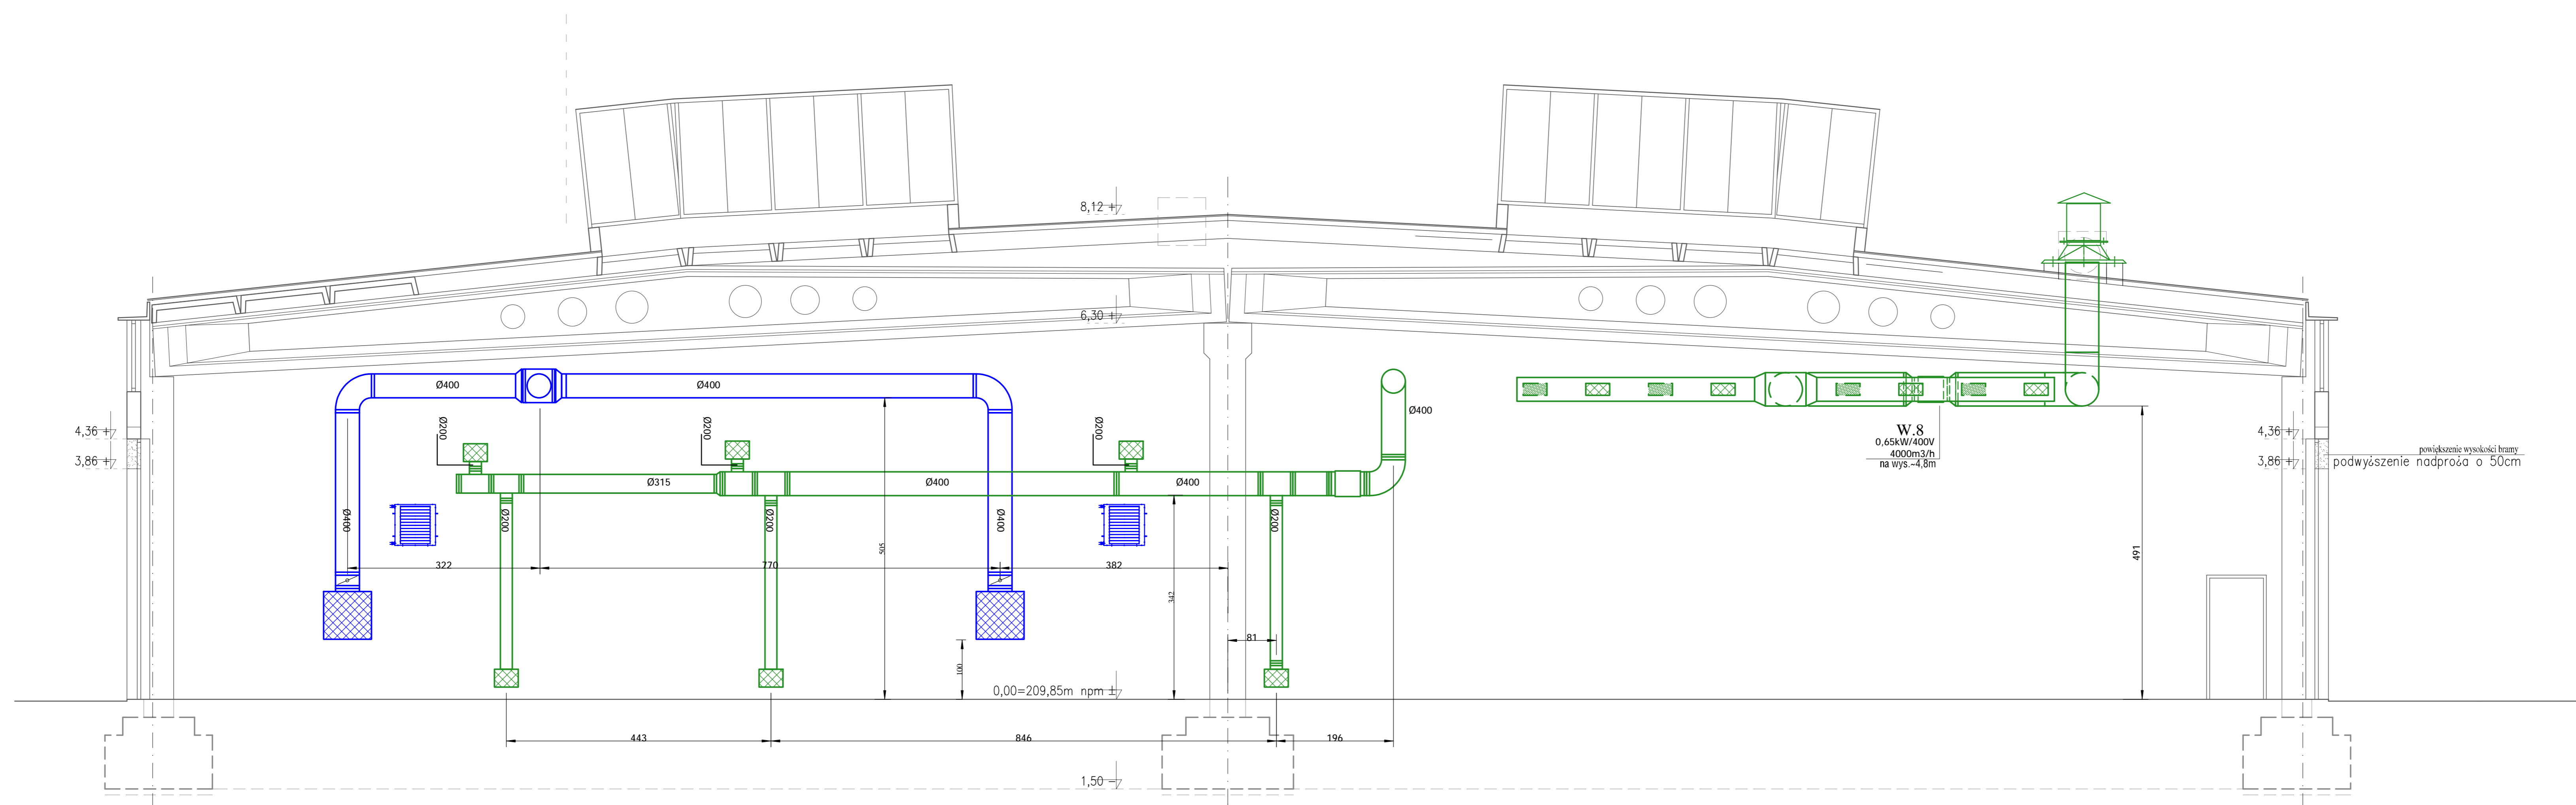 8,12 +
6,30 +
Ø400
Ø400
Ø400
W.8
0,65kW/400V
4000m3/h
na wys.~4,8m
4,36 +
3,86 +
4,36 +
3,86 +
powiększenie wysokości bramy
podwyższenie nadproża o 50cm
Ø200
Ø200
Ø200
Ø315
Ø400
Ø400
Ø400
Ø200
Ø200
Ø400
Ø200
505
491
322
770
382
342
81
100
0,00=209,85m npm ±
443
846
196
1,50 -